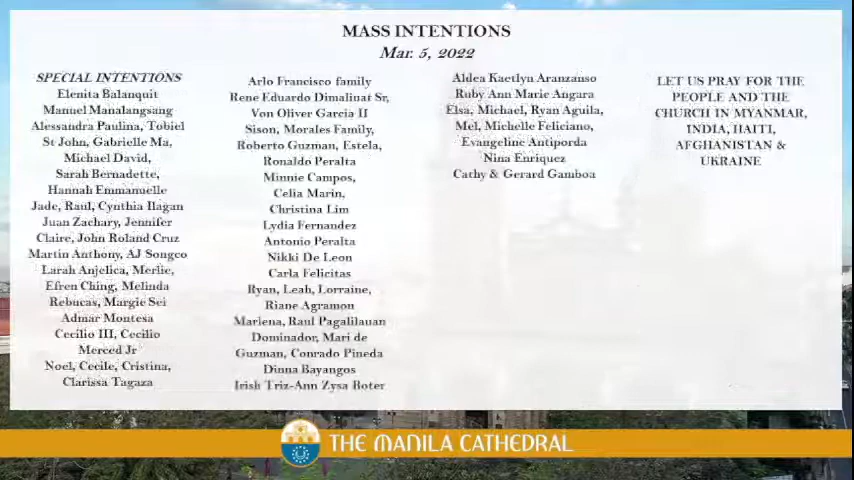 MASS INTENTIONS
Mar. 5, 2022
SPECIAL INTENTIONS
Elenita Balanquit
Manuel Manalangsang
Alessandra Paulina, Tobiel
St John, Gabrielle Ma,
Michael David,
Sarah Bernadette,
Hannah Emmanuelle
Jade, Raul, Cynthia Ilagan
Juan Zachary, Jennifer
Claire, John Roland Cruz
Martin Anthony, AJ Songco
Larah Anjelica, Merlie,
Efren Ching, Melinda
Rebucas, Margie Sei
Admar Montesa
Cecilio III, Cecilio
Merced Jr
Noel, Cecile, Cristina,
Clarissa Tagaza
Arlo Francisco family
Rene Eduardo Dimalinat Sr,
Von Oliver Garcia II
Sison, Morales Family,
Roberto Guzman, Estela,
Ronaldo Peralta
Minnie Campos,
Celia Marin,
Christina Lim
Lydia Fernandez
Antonio Peralta
Nikki De Leon
Carla Felicitas
Ryan, Leah, Lorraine,
Riane Agramon
Marlena, Raul Pagalilauan
Dominador, Mari de
Guzman, Conrado Pineda
Dinna Bayangos
Irish Triz-Ann Zysa Boter
Aldea Kaetlyn Aranzanso
Ruby Ann Marie Angara
Elsa, Michael, Ryan Aguila,
Mel, Michelle Feliciano,
Evangeline Antiporda
Nina Enriquez
Cathy & Gerard Gamboa
LET US PRAY FOR THE
PEOPLE AND THE
CHURCH IN MYANMAR,
INDIA, HAITI,
AFGHANISTAN &
UKRAINE
THE MANILA CATHEDRAL